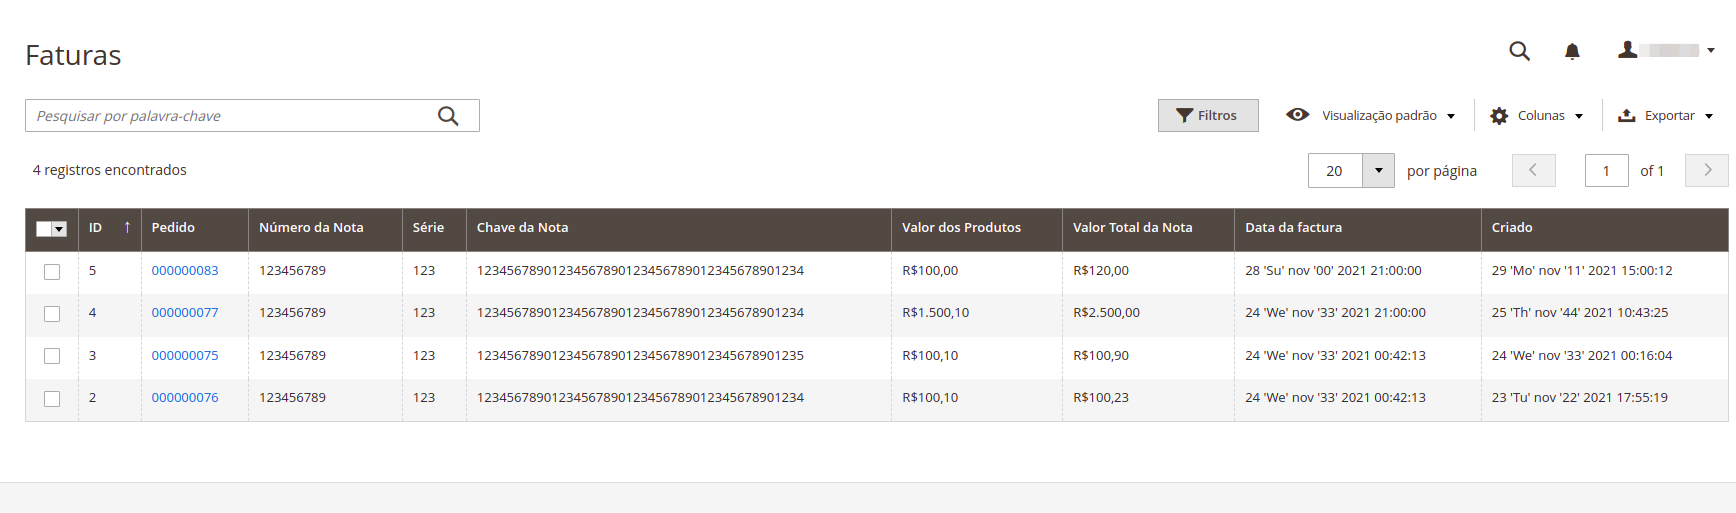 Faturas
Pesquisar por palavra-chave
Filtros Visualização padrão Colunas Exportar
4 registros encontrados 20 por página 1 of 1
ID ↑ Pedido Número da Nota Série Chave da Nota Valor dos Produtos Valor Total da Nota Data da factura Criado
5 000000083 123456789 123 12345678901234567890123456789012345678901234 R$100,00 R$120,00 28 'Su' nov '00' 2021 21:00:00 29 'Mo' nov '11' 2021 15:00:12
4 000000077 123456789 123 12345678901234567890123456789012345678901234 R$1.500,10 R$2.500,00 24 'We' nov '33' 2021 21:00:00 25 'Th' nov '44' 2021 10:43:25
3 000000075 123456789 123 12345678901234567890123456789012345678901235 R$100,10 R$100,90 24 'We' nov '33' 2021 00:42:13 24 'We' nov '33' 2021 00:16:04
2 000000076 123456789 123 12345678901234567890123456789012345678901234 R$100,10 R$100,23 24 'We' nov '33' 2021 00:42:13 23 'Tu' nov '22' 2021 17:55:19